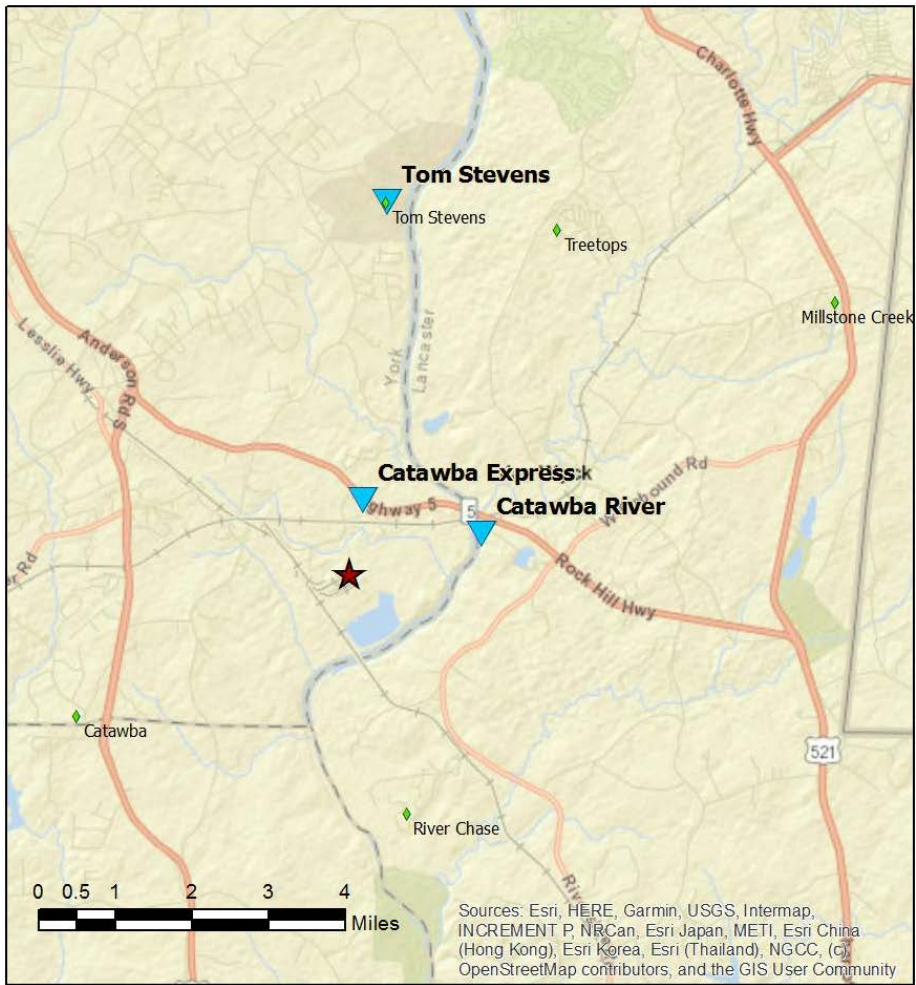 Charlotte Hwy
Tom Stevens
Tom Stevens
Treetops
Millstone Creek
York
Lancaster
Lesslie Hwy
Anderson Rd S
Catawba Express
Highway 5
5
Catawba River
Rd
Rock Hill Hwy
er Rd
Catawba
521
River Chase
0 0.5 1 2 3 4
Miles
Sources: Esri, HERE, Garmin, USGS, Intermap,
INCREMENT P, NRCan, Esri Japan, METI, Esri China
(Hong Kong), Esri Korea, Esri (Thailand), NGCC, (c)
OpenStreetMap contributors, and the GIS User Community